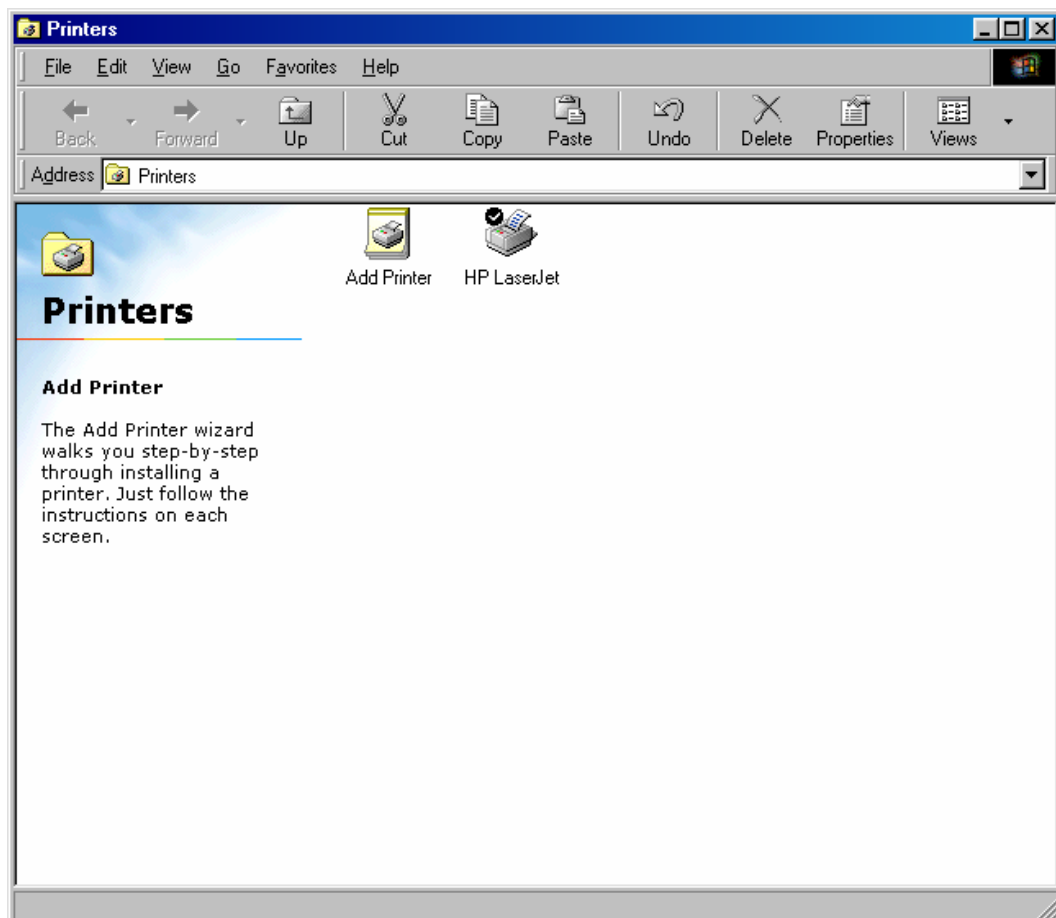 Printers
File Edit View Go Favorites Help
Back Forward Up Cut Copy Paste Undo Delete Properties Views
Address Printers
Add Printer HP LaserJet
Printers
Add Printer
The Add Printer wizard
walks you step-by-step
through installing a
printer. Just follow the
instructions on each
screen.